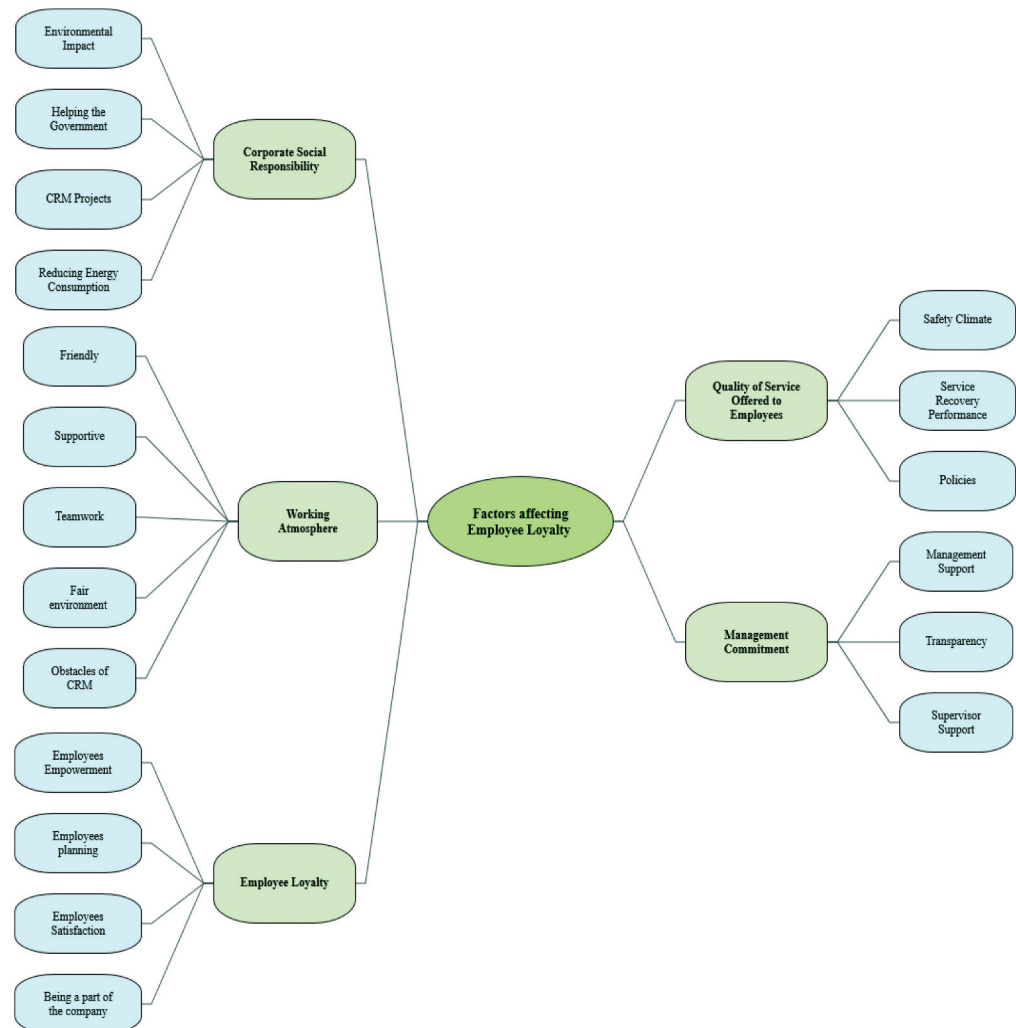 Environmental
Impact
Helping the
Government
CRM Projects
Reducing Energy
Consumption
Corporate Social
Responsibility
Friendly
Supportive
Teamwork
Fair
environment
Obstacles of
CRM
Working
Atmosphere
Employees
Empowerment
Employees
planning
Employees
Satisfaction
Being a part of
the company
Employee Loyalty
Factors affecting
Employee Loyalty
Quality of Service
Offered to
Employees
Safety Climate
Service
Recovery
Performance
Policies
Management
Commitment
Management
Support
Transparency
Supervisor
Support